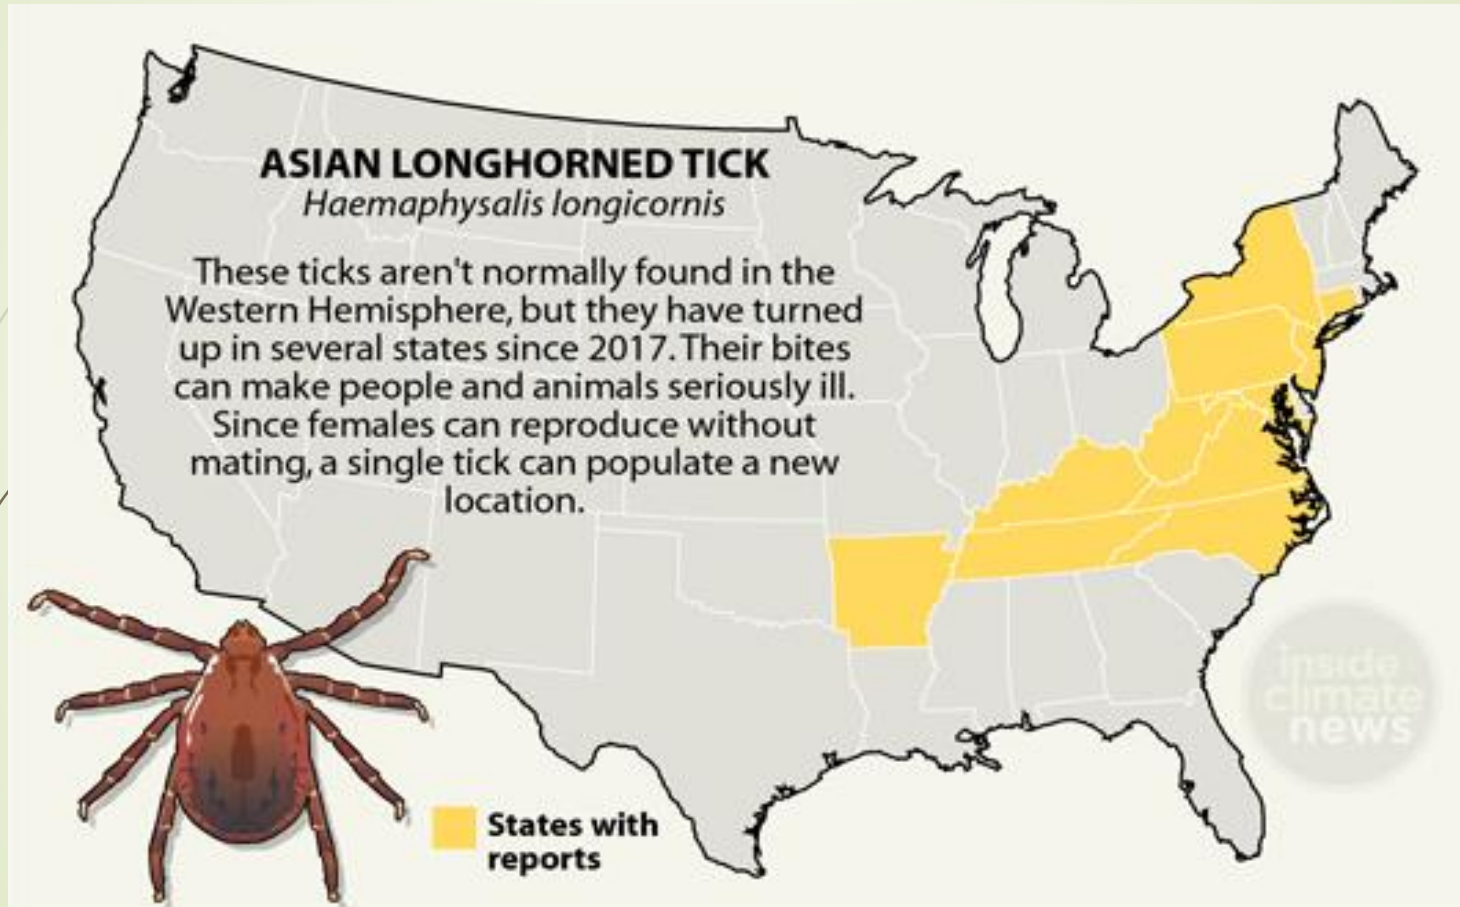 ASIAN LONGHORNED TICK
Haemaphysalis longicornis
These ticks aren't normally found in the
Western Hemisphere, but they have turned
up in several states since 2017. Their bites
can make people and animals seriously ill.
Since females can reproduce without
mating, a single tick can populate a new
location.
States with
reports
inside
climate
news